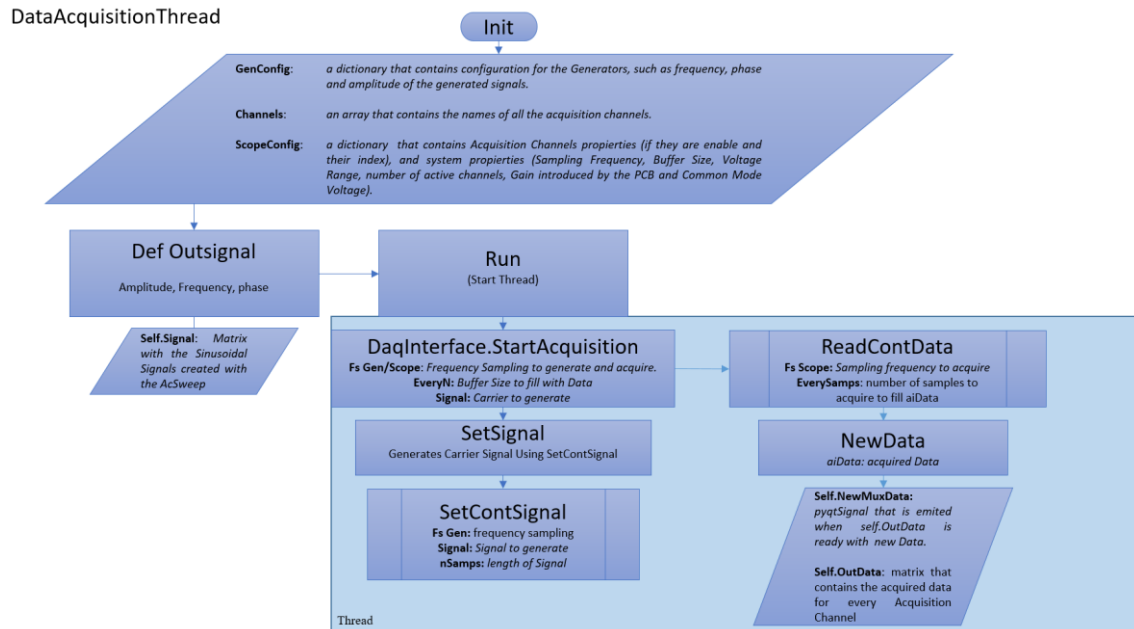 DataAcquisitionThread
Init
GenConfig: a dictionary that contains configuration for the Generators, such as frequency, phase
and amplitude of the generated signals.
Channels: an array that contains the names of all the acquisition channels.
ScopeConfig: a dictionary that contains Acquisition Channels propierties (if they are enable and
their index), and system propierties (Sampling Frequency, Buffer Size, Voltage
Range, number of active channels, Gain introduced by the PCB and Common Mode
Voltage).
Def Outsignal
Amplitude, Frequency, phase
Self.Signal: Matrix
with the Sinusoidal
Signals created with
the AcSweep
Run
(Start Thread)
DaqInterface.StartAcquisition
Fs Gen/Scope: Frequency Sampling to generate and acquire.
EveryN: Buffer Size to fill with Data
Signal: Carrier to generate
SetSignal
Generates Carrier Signal Using SetContSignal
SetContSignal
Fs Gen: frequency sampling
Signal: Signal to generate
nSamps: length of Signal
ReadContData
Fs Scope: Sampling frequency to acquire
EverySamps: number of samples to
acquire to fill aiData
NewData
aiData: acquired Data
Self.NewMuxData:
pyqtSignal that is emited
when self.OutData is
ready with new Data.
Self.OutData: matrix that
contains the acquired data
for every Acquisition
Channel
Thread